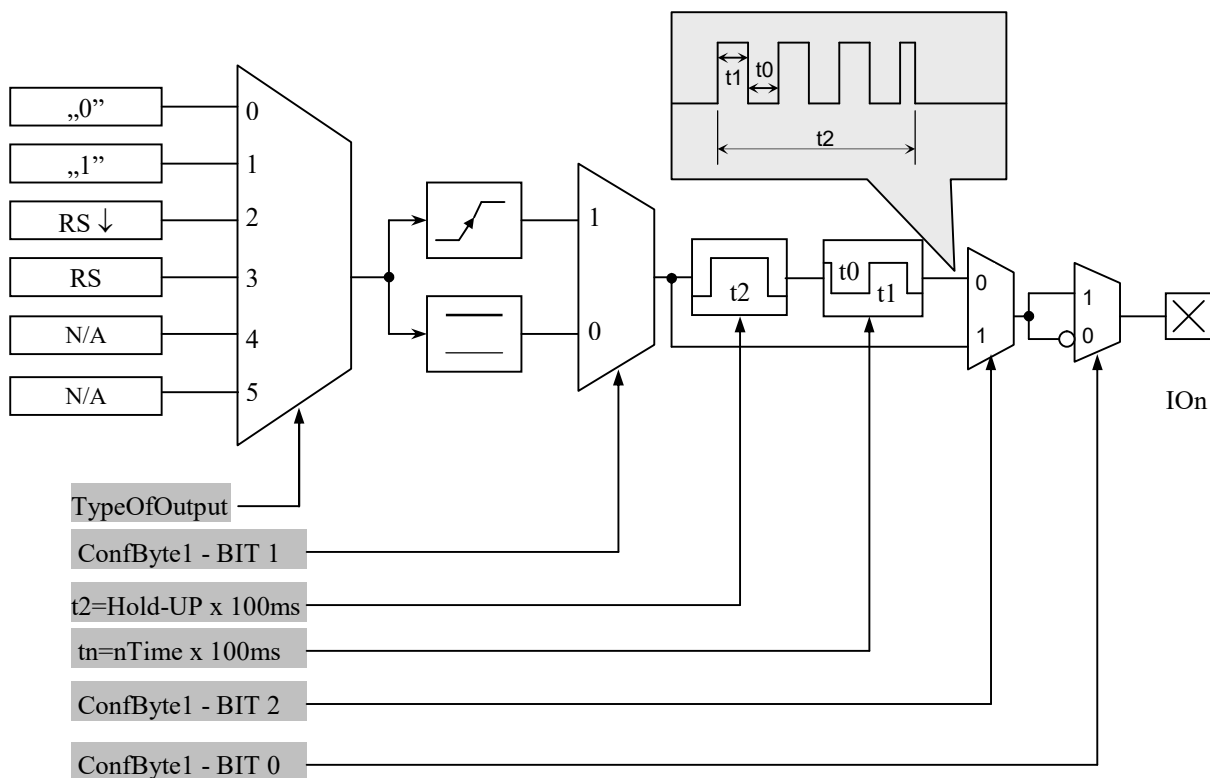 t1
t0
t2
„0”
„1”
RS ↓
RS
N/A
N/A
0
1
2
3
4
5
1
0
t2
t0
t1
0
1
1
0
IOn
TypeOfOutput
ConfByte1 - BIT 1
t2=Hold-UP x 100ms
tn=nTime x 100ms
ConfByte1 - BIT 2
ConfByte1 - BIT 0